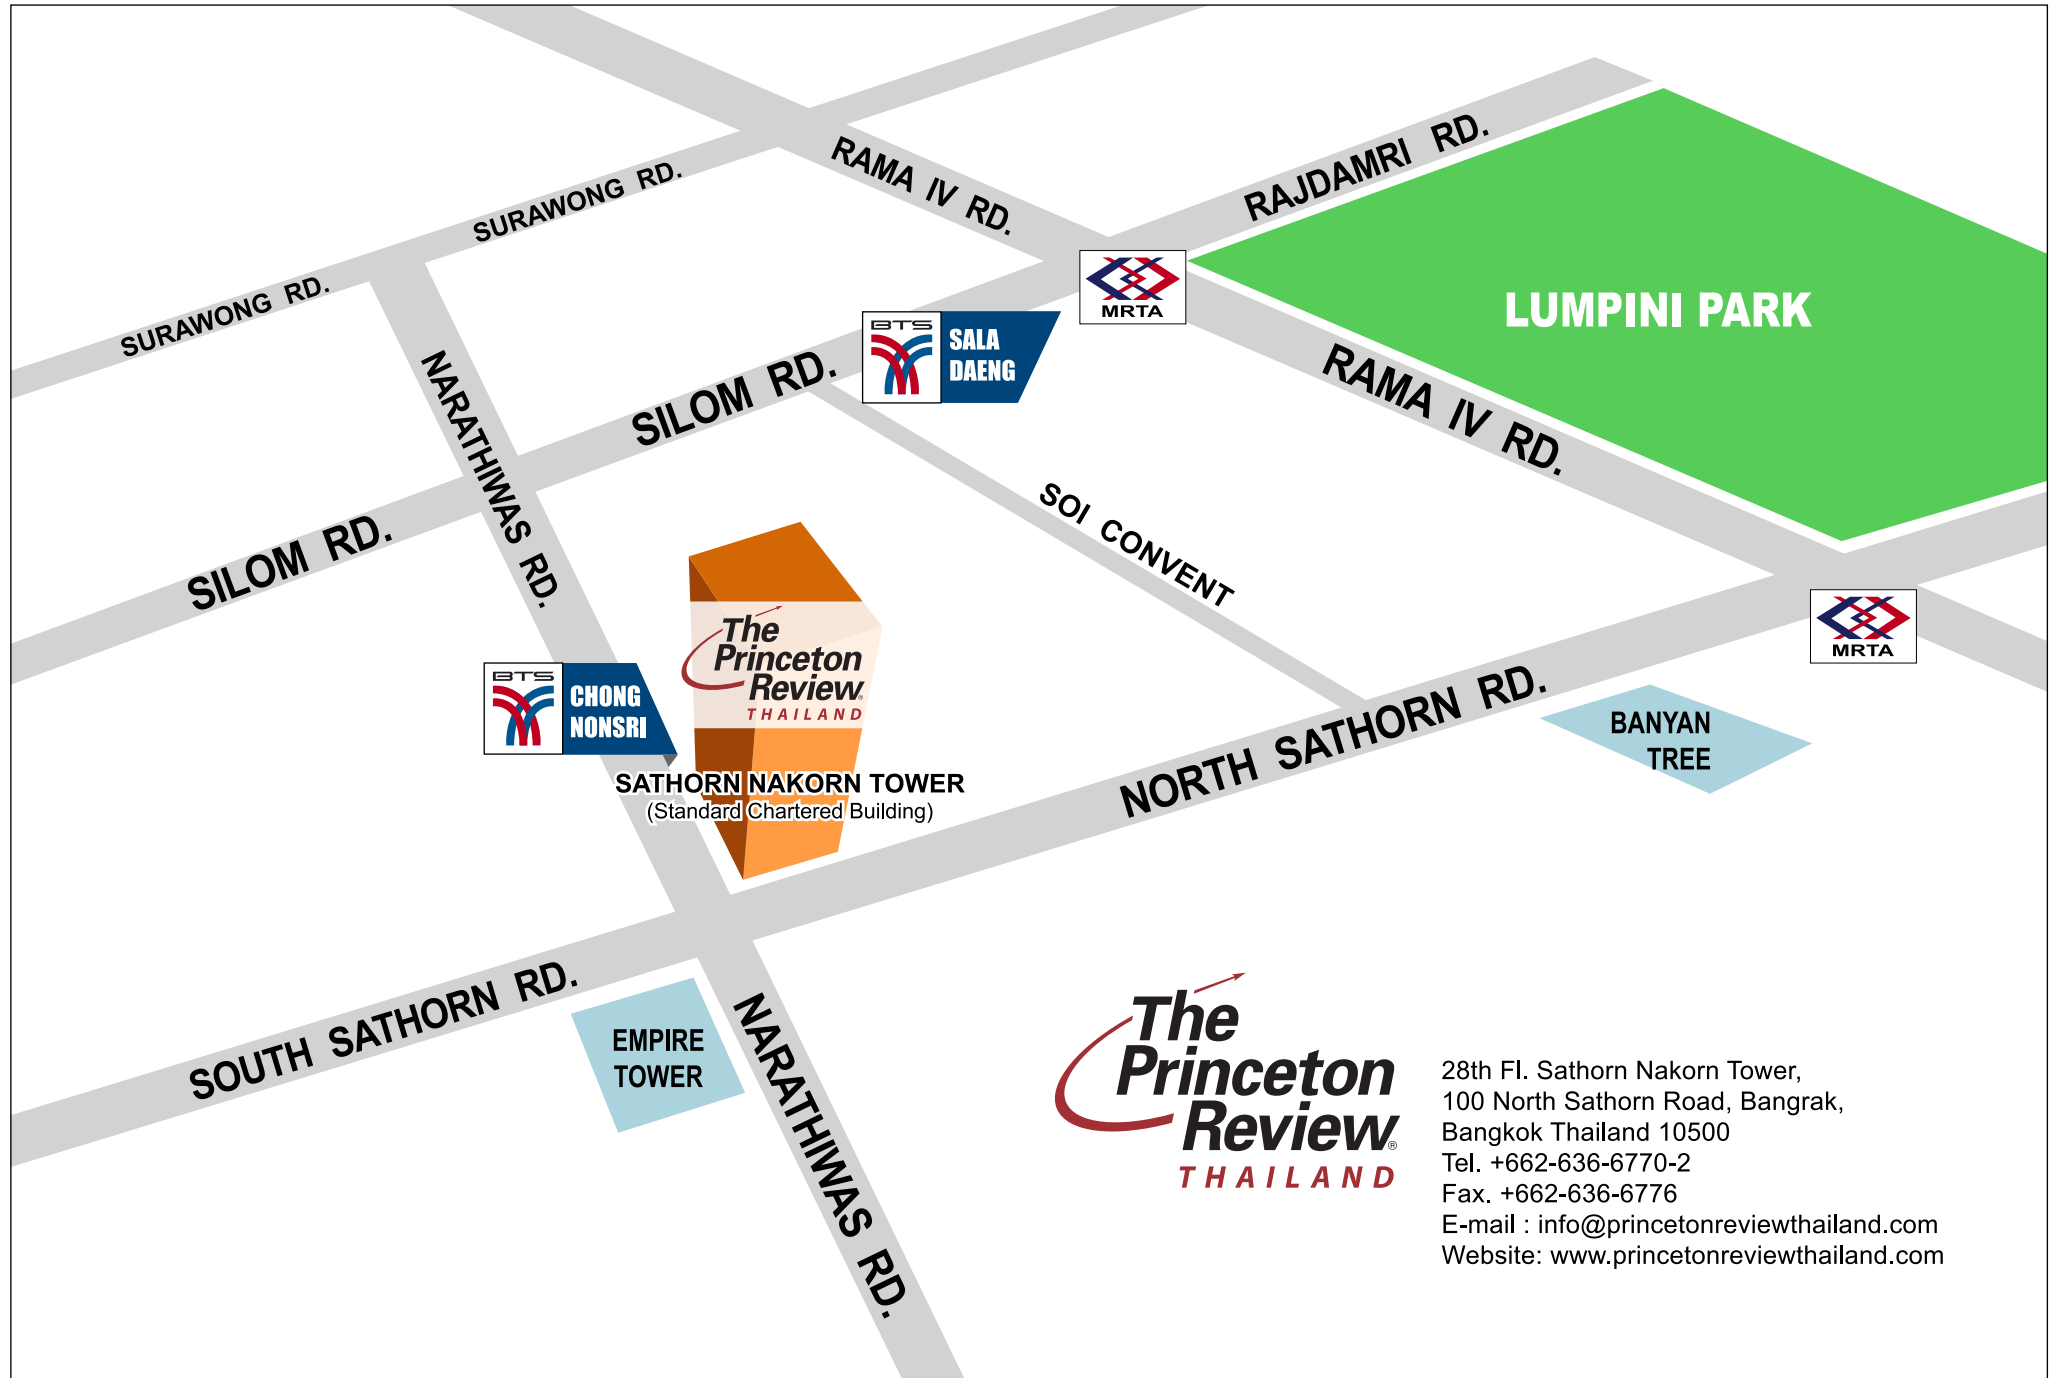 RAMA IV RD.
RAJDAMRI RD.
SURAWONG RD.
SURAWONG RD.
MRTA
LUMPINI PARK
BTS
SALA
DAENG
NARATHIWAS RD.
SILOM RD.
RAMA IV RD.
SILOM RD.
SOI CONVENT
The
Princeton
Review®
THAILAND
BTS
CHONG
NONSRI
MRTA
SATHORN NAKORN TOWER
(Standard Chartered Building)
NORTH SATHORN RD.
BANYAN
TREE
SOUTH SATHORN RD.
EMPIRE
TOWER
NARATHIWAS RD.
The
Princeton
Review®
THAILAND
28th Fl. Sathorn Nakorn Tower,
100 North Sathorn Road, Bangrak,
Bangkok Thailand 10500
Tel. +662-636-6770-2
Fax. +662-636-6776
E-mail : info@princetonreviewthailand.com
Website: www.princetonreviewthailand.com